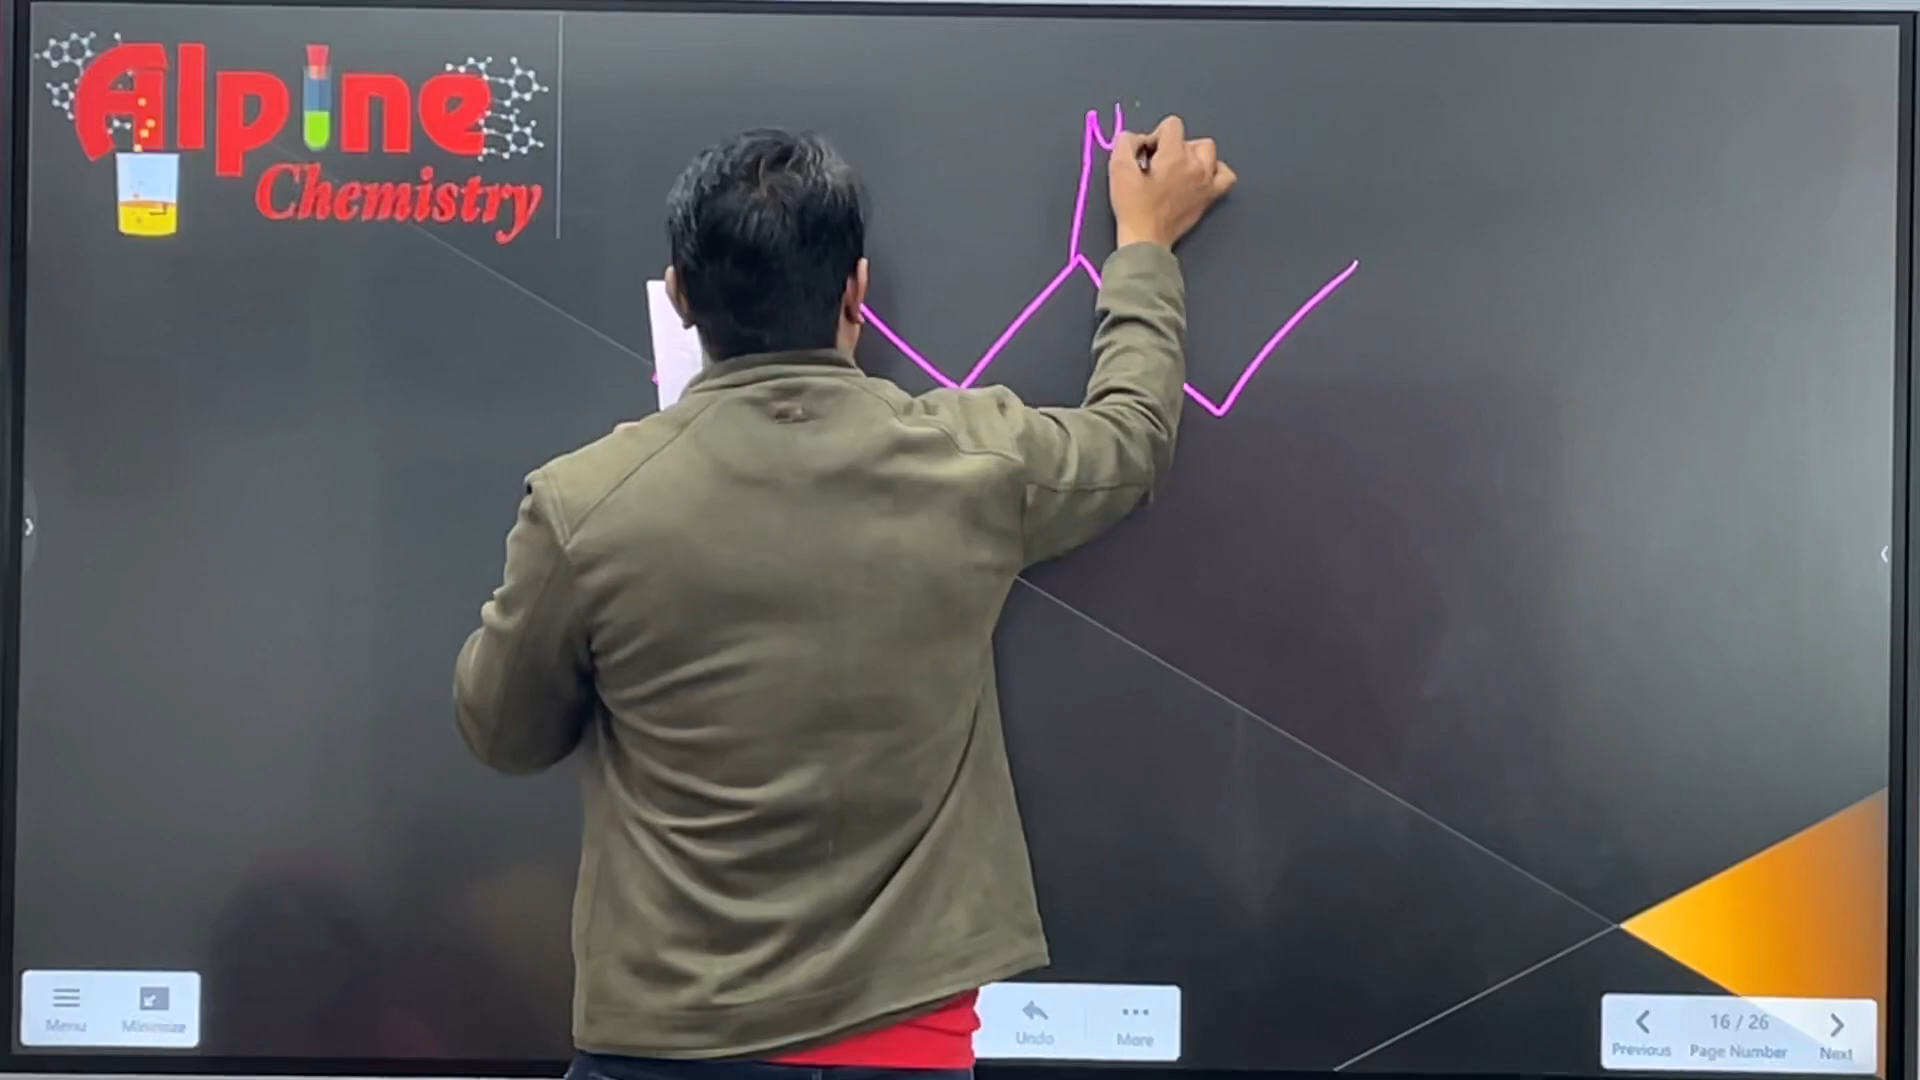 Alpine
Chemistry
Menu
Minimize
Undo
More
Previous
16 / 26
Page Number
Next